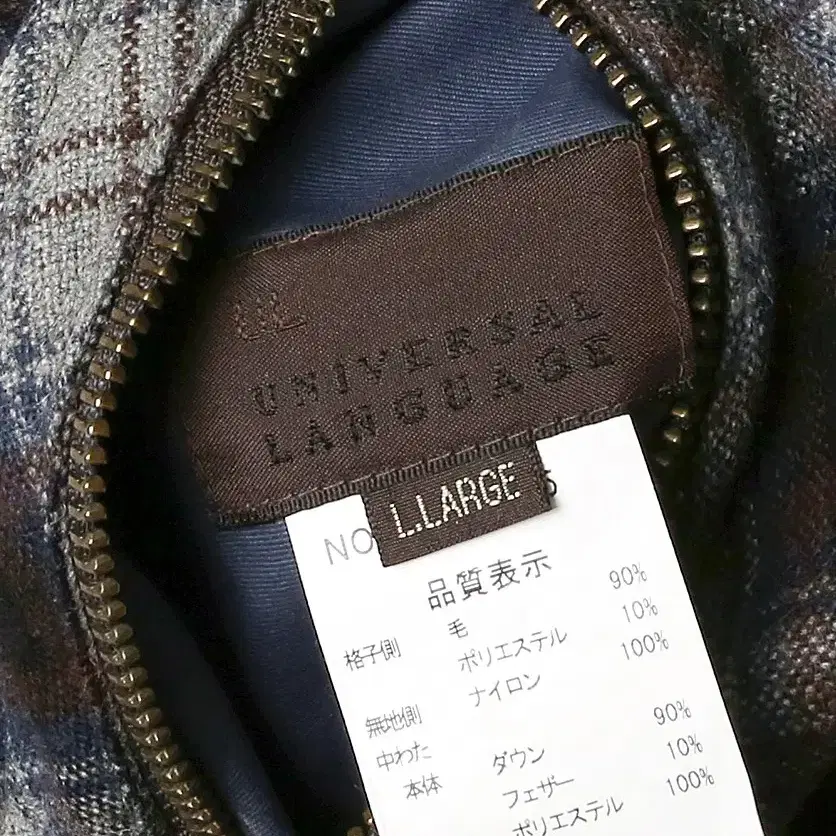 UL
UNIVERSAL
LANGUAGE
L.LARGE
NO
品質表示
格子側 毛 90%
ポリエステル 10%
無地側 ナイロン 100%
中わた
本体 ダウン 90%
フェザー 10%
ポリエステル 100%